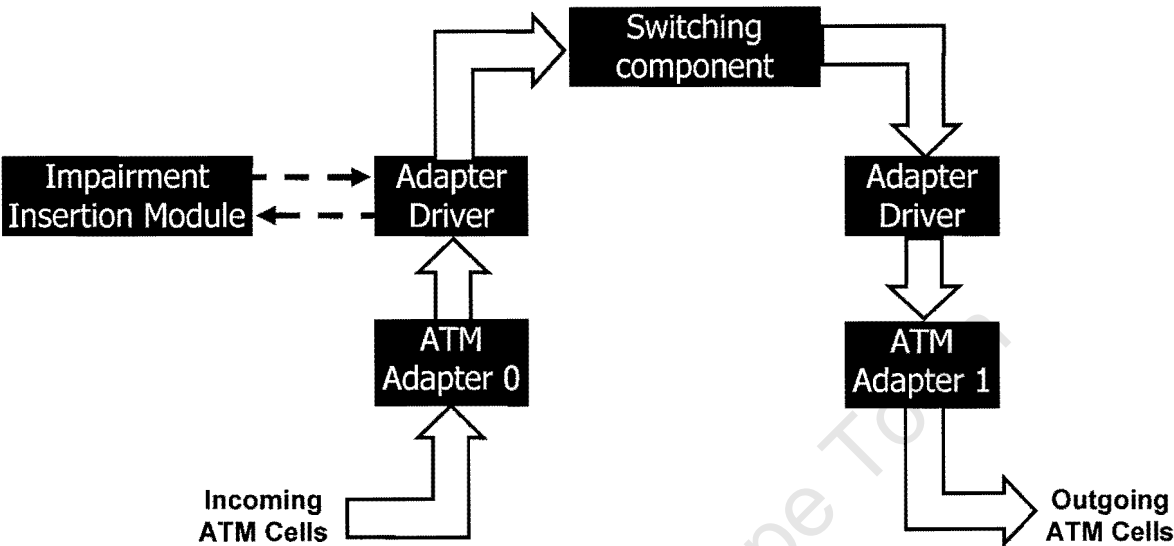 Switching
component
Impairment
Insertion Module
Adapter
Driver
Adapter
Driver
ATM
Adapter 0
ATM
Adapter 1
Incoming
ATM Cells
Outgoing
ATM Cells